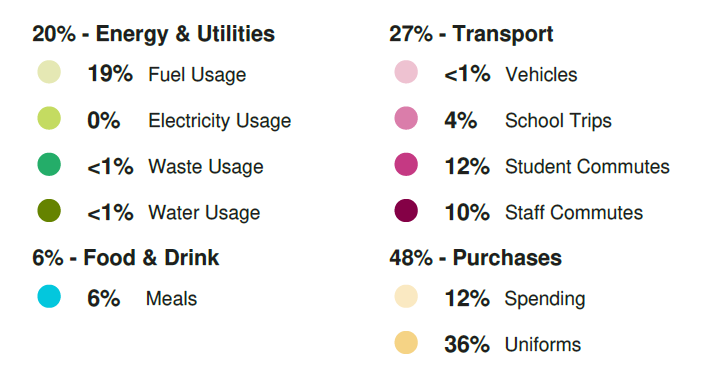 20% - Energy & Utilities
19% Fuel Usage
0% Electricity Usage
<1% Waste Usage
<1% Water Usage
6% - Food & Drink
6% Meals
27% - Transport
<1% Vehicles
4% School Trips
12% Student Commutes
10% Staff Commutes
48% - Purchases
12% Spending
36% Uniforms